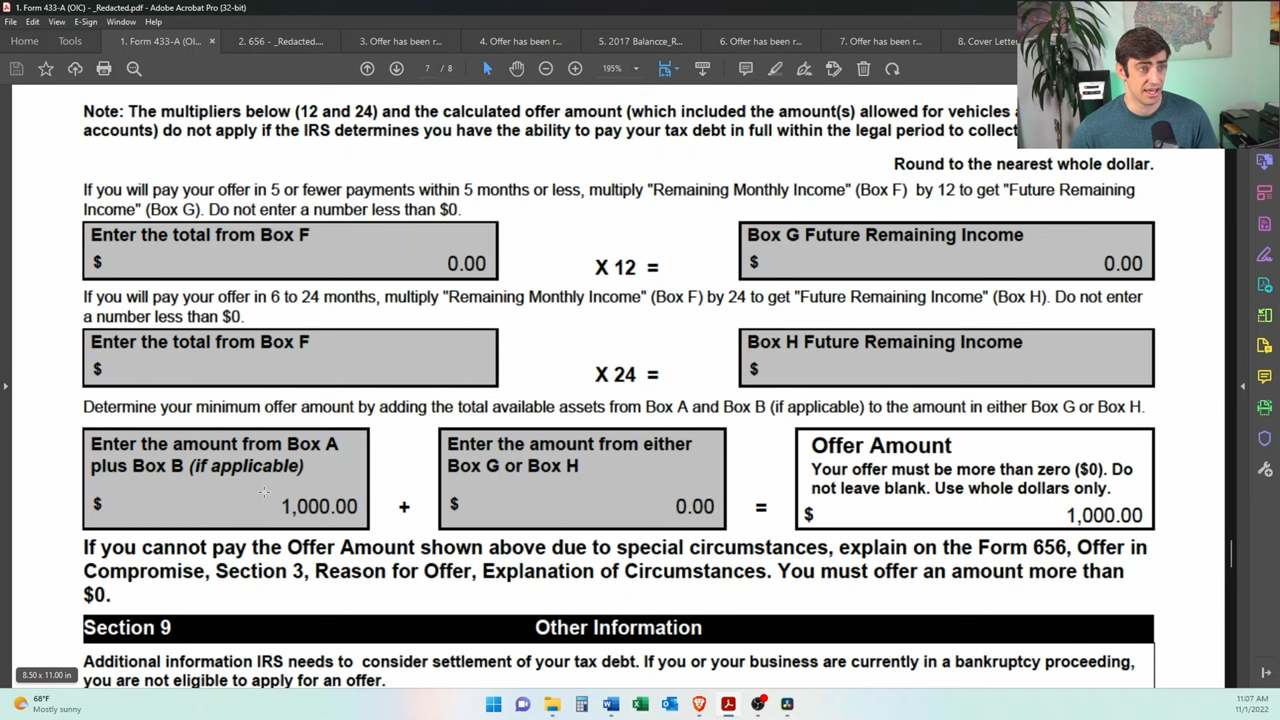 1. Form 433-A (OIC) - _Redacted.pdf - Adobe Acrobat Pro (32-bit)
File Edit View E-Sign Window Help
Home Tools 1. Form 433-A (OIC) ... × 2. 656 - _Redacted.... 3. Offer has been r... 4. Offer has been r... 5. 2017 Balancce_R... 6. Offer has been r... 7. Offer has been r... 8. Cover Letter
7 / 8 195%
Note: The multipliers below (12 and 24) and the calculated offer amount (which included the amount(s) allowed for vehicles
accounts) do not apply if the IRS determines you have the ability to pay your tax debt in full within the legal period to collect
Round to the nearest whole dollar.
If you will pay your offer in 5 or fewer payments within 5 months or less, multiply "Remaining Monthly Income" (Box F) by 12 to get "Future Remaining
Income" (Box G). Do not enter a number less than $0.
Enter the total from Box F
$ 0.00
X 12 =
Box G Future Remaining Income
$ 0.00
If you will pay your offer in 6 to 24 months, multiply "Remaining Monthly Income" (Box F) by 24 to get "Future Remaining Income" (Box H). Do not enter
a number less than $0.
Enter the total from Box F
$
X 24 =
Box H Future Remaining Income
$
Determine your minimum offer amount by adding the total available assets from Box A and Box B (if applicable) to the amount in either Box G or Box H.
Enter the amount from Box A
plus Box B (if applicable)
$ 1,000.00
+
Enter the amount from either
Box G or Box H
$ 0.00
=
Offer Amount
Your offer must be more than zero ($0). Do
not leave blank. Use whole dollars only.
$ 1,000.00
If you cannot pay the Offer Amount shown above due to special circumstances, explain on the Form 656, Offer in
Compromise, Section 3, Reason for Offer, Explanation of Circumstances. You must offer an amount more than
$0.
Section 9 Other Information
Additional information IRS needs to consider settlement of your tax debt. If you or your business are currently in a bankruptcy proceeding,
you are not eligible to apply for an offer.
8.50 x 11.00 in
68°F
Mostly sunny
11:07 AM
11/1/2022